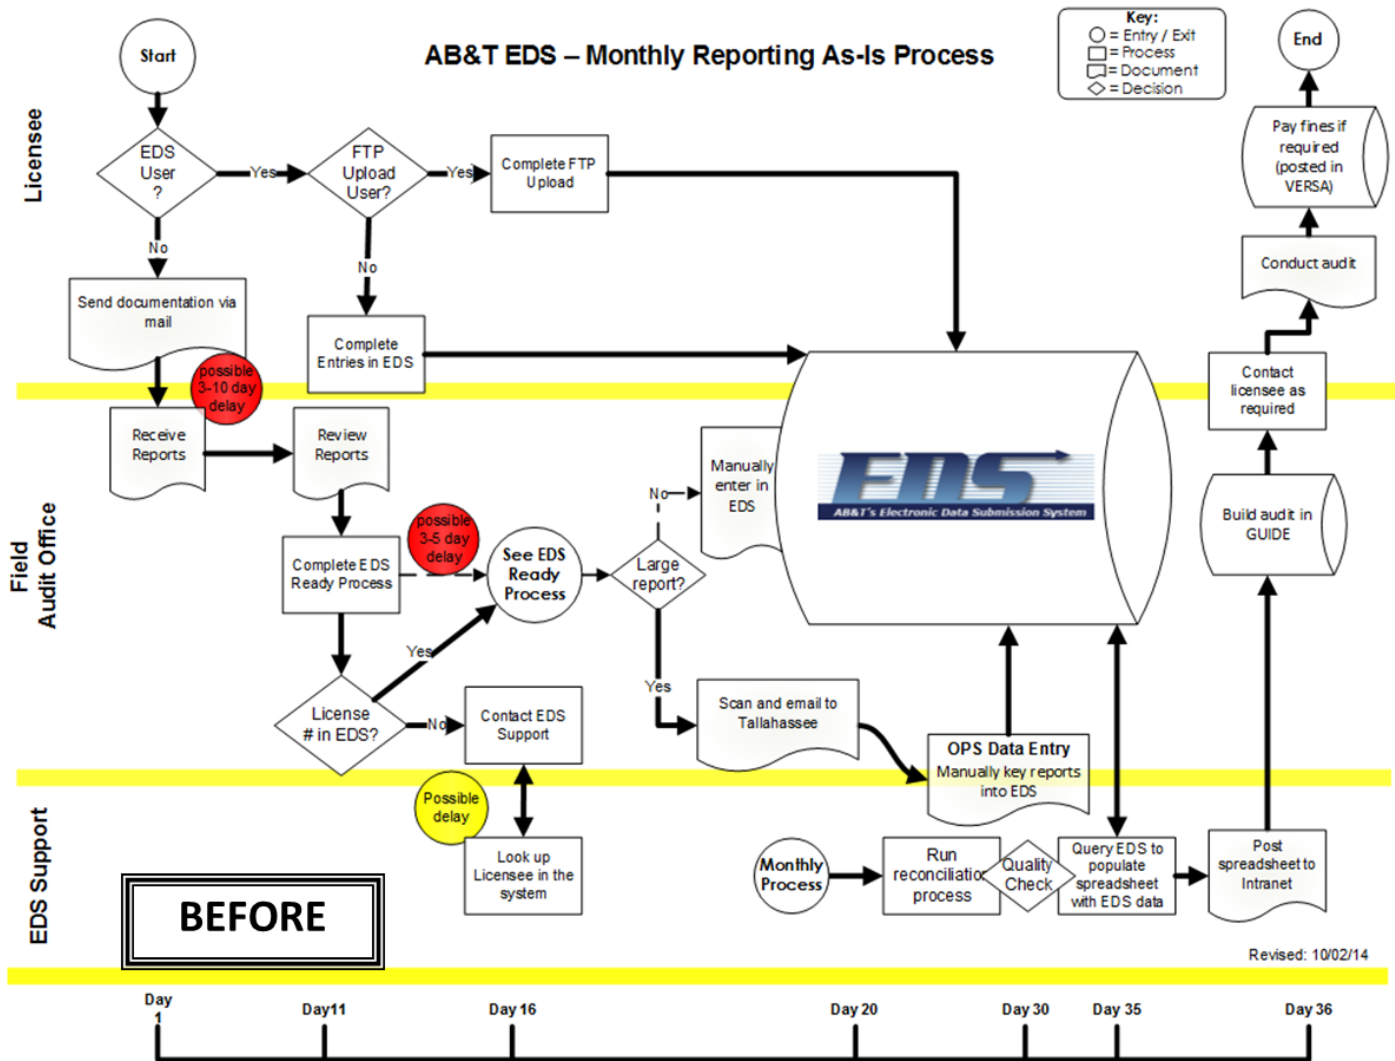 AB&T EDS – Monthly Reporting As-Is Process
Key:
= Entry / Exit
= Process
= Document
= Decision
Start
End
Licensee
EDS
User
?
Yes
FTP
Upload
User?
Yes
Complete FTP
Upload
No
No
Send documentation via
mail
Complete
Entries in EDS
Pay fines if
required
(posted in
VERSA)
Conduct audit
Contact
licensee as
required
possible
3-10 day
delay
Field
Audit Office
Receive
Reports
Review
Reports
possible
3-5 day
delay
Complete EDS
Ready Process
See EDS
Ready
Process
Large
report?
No
Manually
enter in
EDS
EDS
AB&T's Electronic Data Submission System
Build audit in
GUIDE
Yes
Yes
License
# in EDS?
No
Contact EDS
Support
Scan and email to
Tallahassee
OPS Data Entry
Manually key reports
into EDS
EDS Support
Possible
delay
Look up
Licensee in the
system
Monthly
Process
Run
reconciliatio
process
Quality
Check
Query EDS to
populate
spreadsheet
with EDS data
Post
spreadsheet to
Intranet
BEFORE
Revised: 10/02/14
Day
1
Day 11
Day 16
Day 20
Day 30
Day 35
Day 36